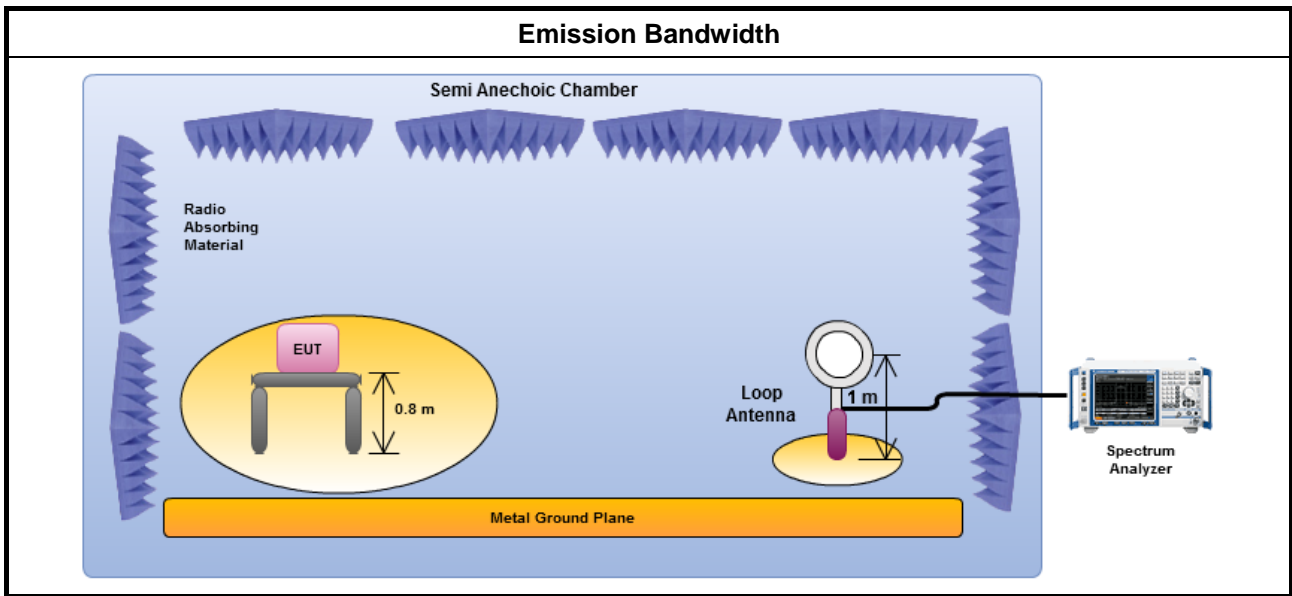 Emission Bandwidth
Semi Anechoic Chamber
Radio
Absorbing
Material
EUT
0.8 m
Loop
Antenna
1 m
Spectrum
Analyzer
Metal Ground Plane